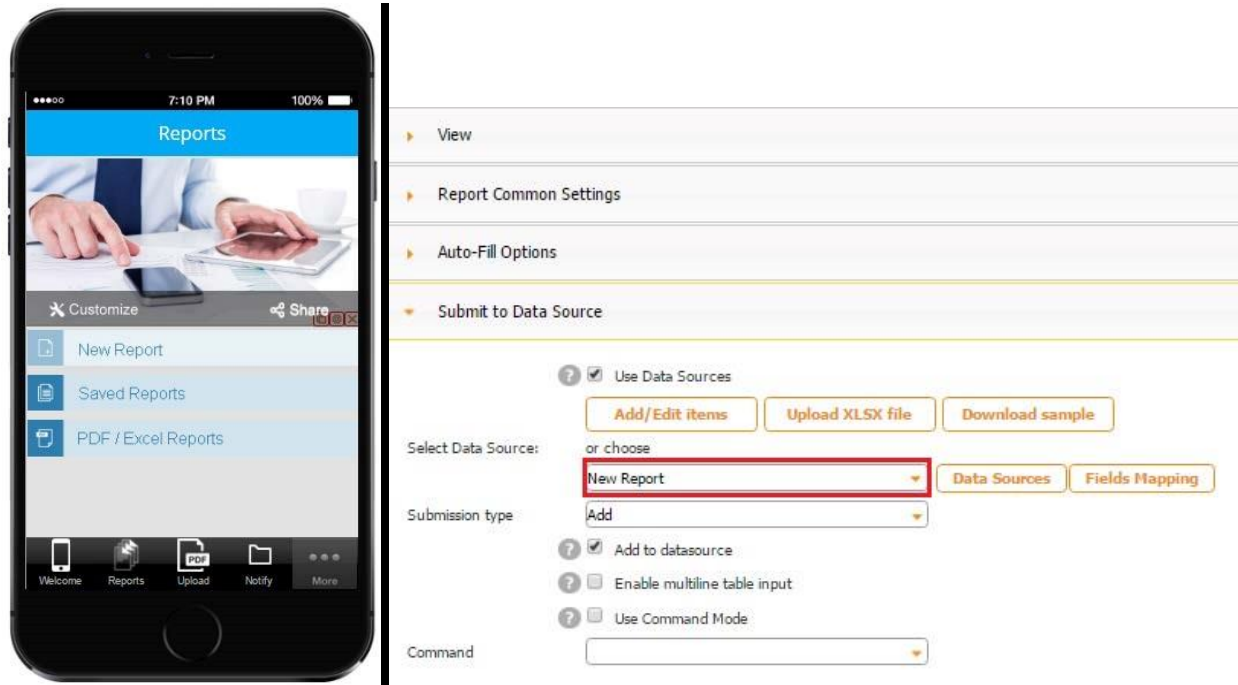 7:10 PM 100%
Reports
Customize Share
New Report
Saved Reports
PDF / Excel Reports
PDF
Welcome Reports Upload Notify More
View
Report Common Settings
Auto-Fill Options
Submit to Data Source
? Use Data Sources
Add/Edit items Upload XLSX file Download sample
Select Data Source: or choose
New Report Data Sources Fields Mapping
Submission type Add
? Add to datasource
? Enable multiline table input
? Use Command Mode
Command